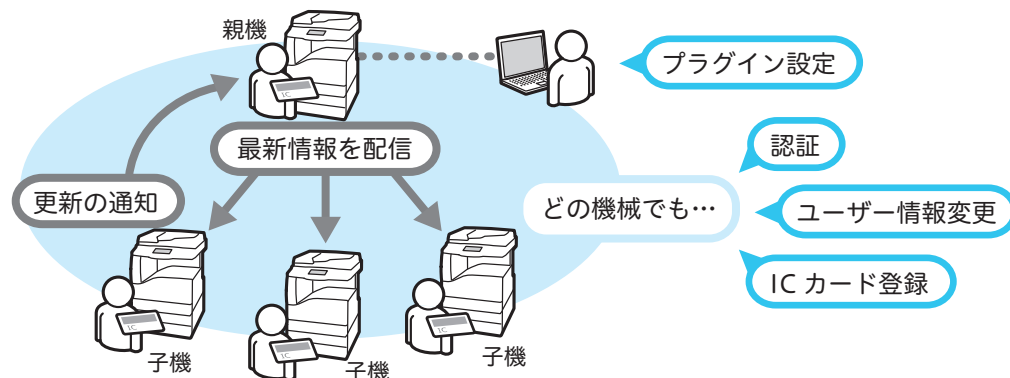 親機
IC
プラグイン設定
最新情報を配信
認証
更新の通知
どの機械でも…
ユーザー情報変更
ICカード登録
IC
子機
IC
子機
IC
子機